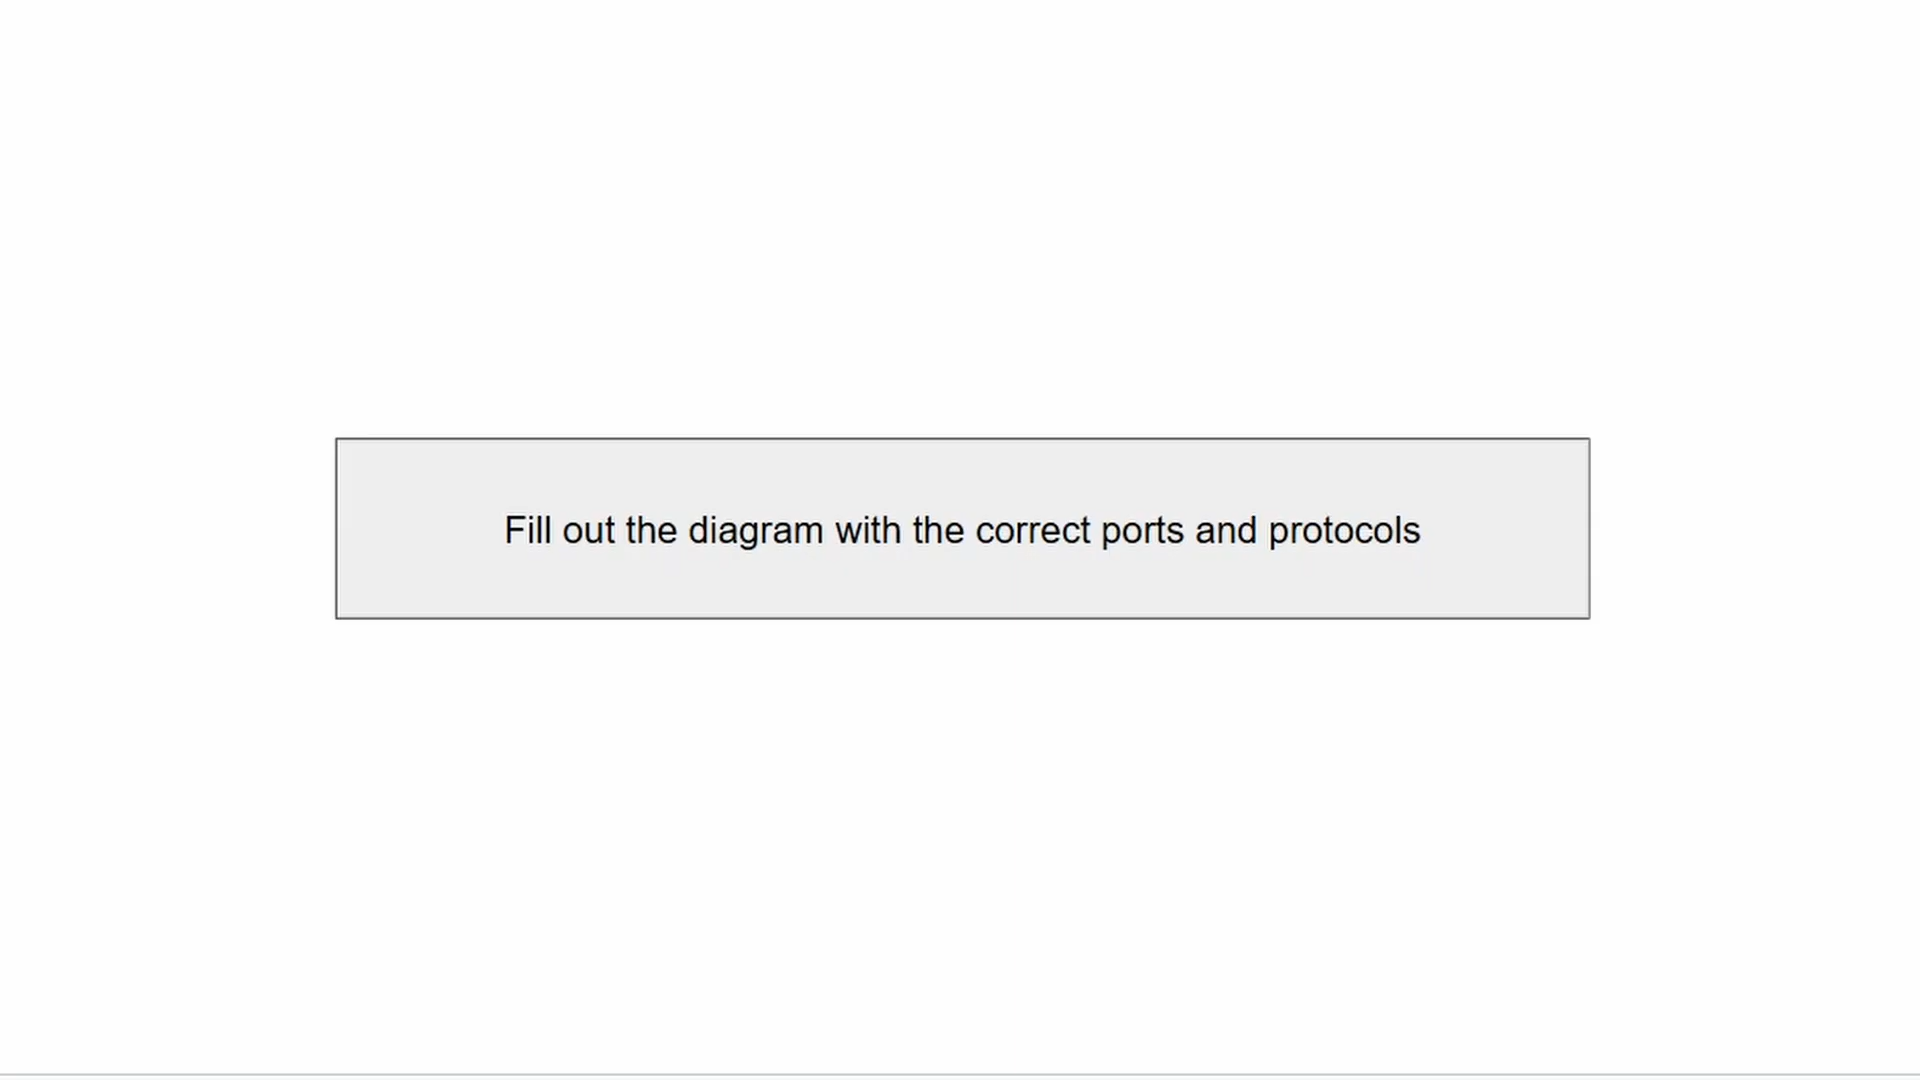 Fill out the diagram with the correct ports and protocols